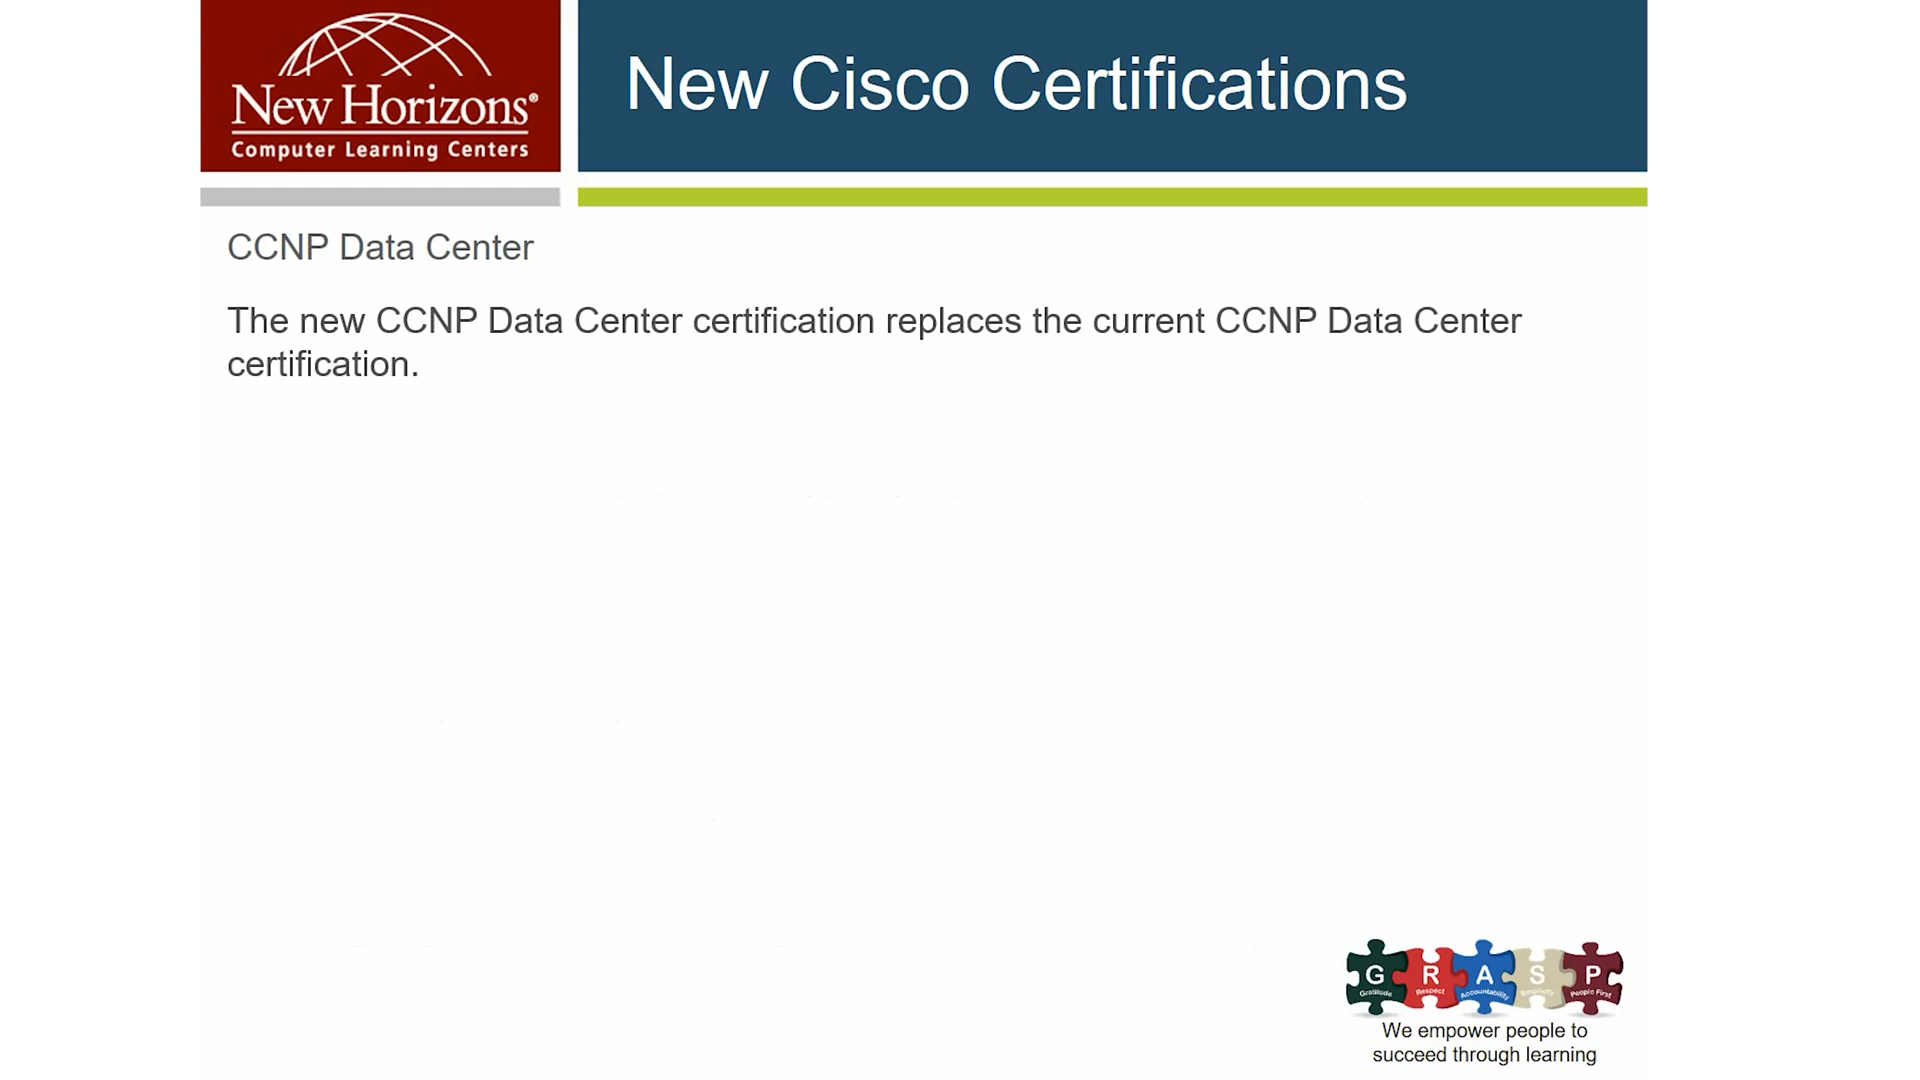 New Horizons®
Computer Learning Centers
New Cisco Certifications
CCNP Data Center
The new CCNP Data Center certification replaces the current CCNP Data Center
certification.
G R A S P
Gratitude Respect Accountability People First
We empower people to
succeed through learning